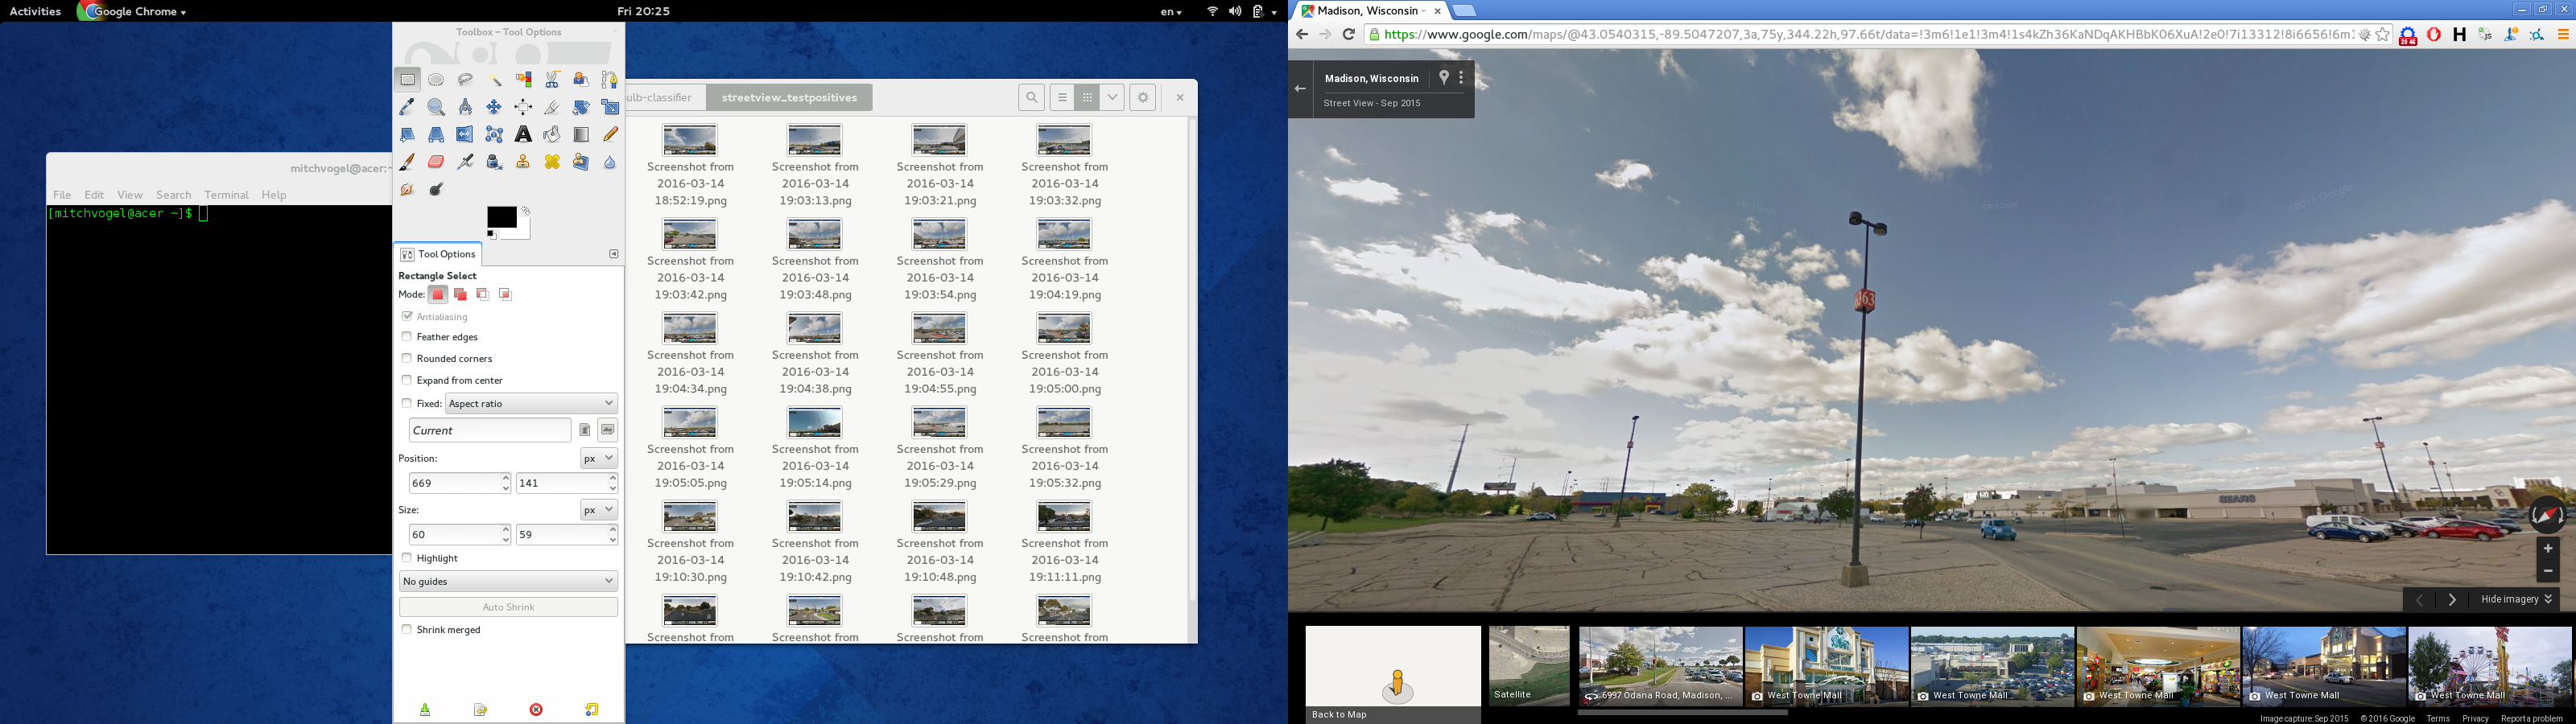 Activities
Google Chrome
Fri 20:25
en
Toolbox – Tool Options
mitchvogel@acer:~
File Edit View Search Terminal Help
[mitchvogel@acer ~]$
Tool Options
Rectangle Select
Mode:
Antialiasing
Feather edges
Rounded corners
Expand from center
Fixed: Aspect ratio
Current
Position: px
669 141
Size: px
60 59
Highlight
No guides
Auto Shrink
Shrink merged
ulb-classifier streetview_testpositives
Screenshot from Screenshot from Screenshot from Screenshot from
2016-03-14 2016-03-14 2016-03-14 2016-03-14
18:52:19.png 19:03:13.png 19:03:21.png 19:03:32.png
Screenshot from Screenshot from Screenshot from Screenshot from
2016-03-14 2016-03-14 2016-03-14 2016-03-14
19:03:42.png 19:03:48.png 19:03:54.png 19:04:19.png
Screenshot from Screenshot from Screenshot from Screenshot from
2016-03-14 2016-03-14 2016-03-14 2016-03-14
19:04:34.png 19:04:38.png 19:04:55.png 19:05:00.png
Screenshot from Screenshot from Screenshot from Screenshot from
2016-03-14 2016-03-14 2016-03-14 2016-03-14
19:05:05.png 19:05:14.png 19:05:29.png 19:05:32.png
Screenshot from Screenshot from Screenshot from Screenshot from
2016-03-14 2016-03-14 2016-03-14 2016-03-14
19:10:30.png 19:10:42.png 19:10:48.png 19:11:11.png
Screenshot from Screenshot from Screenshot from Screenshot from
Madison, Wisconsin -
https://www.google.com/maps/@43.0540315,-89.5047207,3a,75y,344.22h,97.66t/data=!3m6!1e1!3m4!1s4kZh36KaNDqAKHBbK06XuA!2e0!7i13312!8i6656!6m1
Madison, Wisconsin
Street View - Sep 2015
63
SEARS
Hide imagery
Back to Map
Satellite
6997 Odana Road, Madison, ...
West Towne Mall
West Towne Mall
West Towne Mall
West Towne Mall
West Towne Mall
Image capture: Sep 2015 © 2016 Google Terms Privacy Report a problem